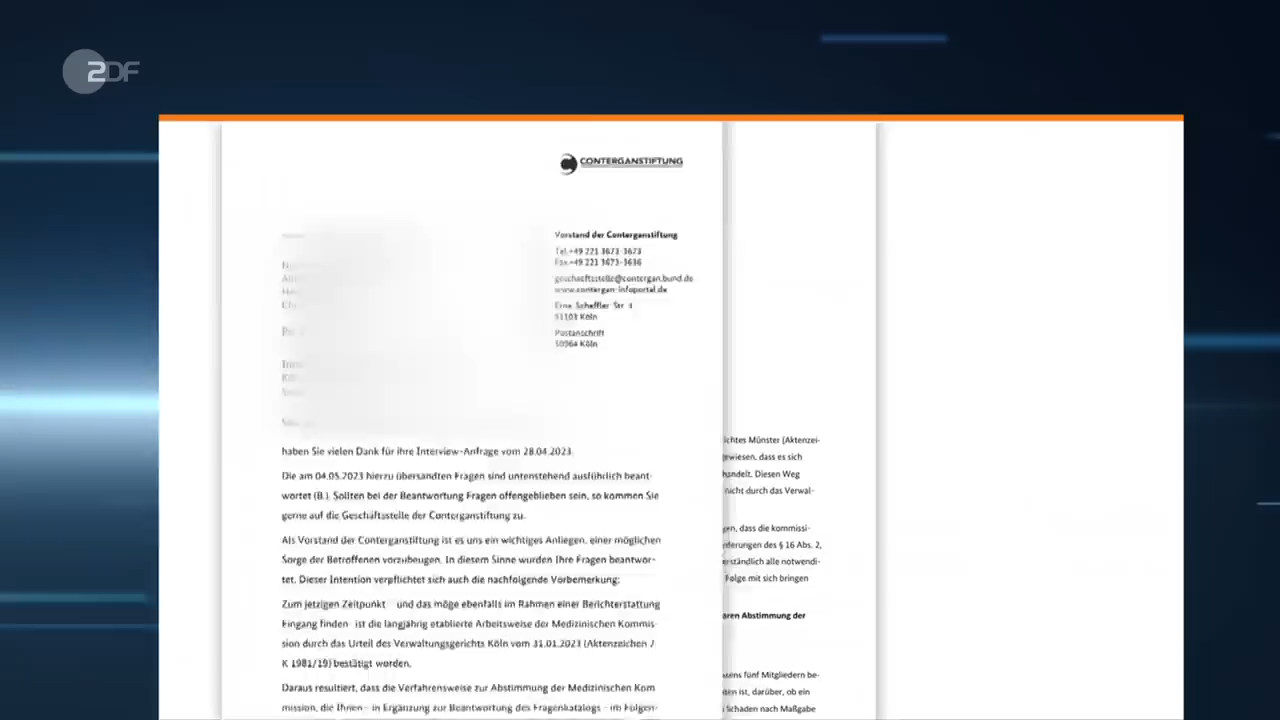 2DF
CONTERGANSTIFTUNG
Vorstand der Conterganstiftung
Tel.+49 221 3673-3673
Fax.+49 221 3673-3636
geschaeftsstelle@contergan.bund.de
www.contergan-infoportal.de
Scheffler Str.
51103 Köln
Postanschrift
50964 Köln
haben Sie vielen Dank für ihre Interview-Anfrage vom 28.04.2023.
Die am 04.05.2023 hierzu übersandten Fragen sind untenstehend ausführlich beant-
wortet (B.). Sollten bei der Beantwortung Fragen offengeblieben sein, so kommen Sie
gerne auf die Geschäftsstelle der Conterganstiftung zu.
Als Vorstand der Conterganstiftung ist es uns ein wichtiges Anliegen, einer möglichen
Sorge der Betroffenen vorzubeugen. In diesem Sinne wurden Ihre Fragen beantwor-
tet. Dieser Intention verpflichtet sich auch die nachfolgende Vorbemerkung:
Zum jetzigen Zeitpunkt - und das möge ebenfalls im Rahmen einer Berichterstattung
Eingang finden- ist die langjährig etablierte Arbeitsweise der Medizinischen Kommis-
sion durch das Urteil des Verwaltungsgerichts Köln vom 31.01.2023 (Aktenzeichen 7
K 1981/19) bestätigt worden.
Daraus resultiert, dass die Verfahrensweise zur Abstimmung der Medizinischen Kom
mission, die Ihnen - in Ergänzung zur Beantwortung des Fragenkatalogs - im Folgen-
ichtes Münster (Aktenzei-
ewiesen, dass es sich
handelt. Diesen Weg
nicht durch das Verwal-
en, dass die kommissi-
rderungen des § 16 Abs. 2,
erständlich alle notwendi-
Folge mit sich bringen
aren Abstimmung der
tens fünf Mitgliedern be-
sen ist, darüber, ob ein
Schaden nach Maßgabe